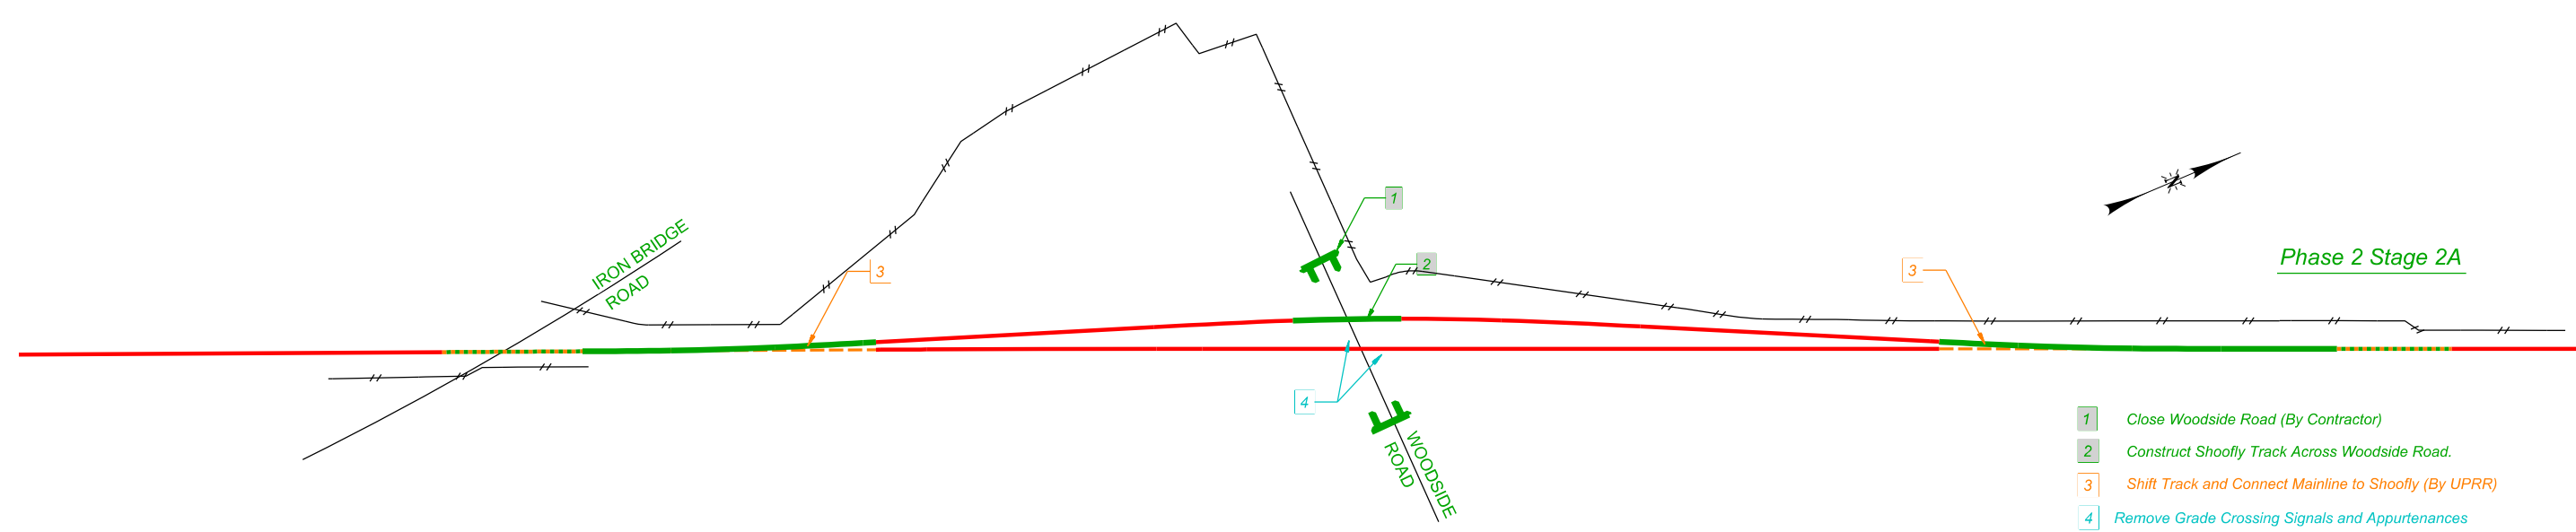 1
IRON BRIDGE
ROAD
2
Phase 2 Stage 2A
3
3
4
WOODSIDE
ROAD
1 Close Woodside Road (By Contractor)
2 Construct Shoofly Track Across Woodside Road.
3 Shift Track and Connect Mainline to Shoofly (By UPRR)
4 Remove Grade Crossing Signals and Appurtenances